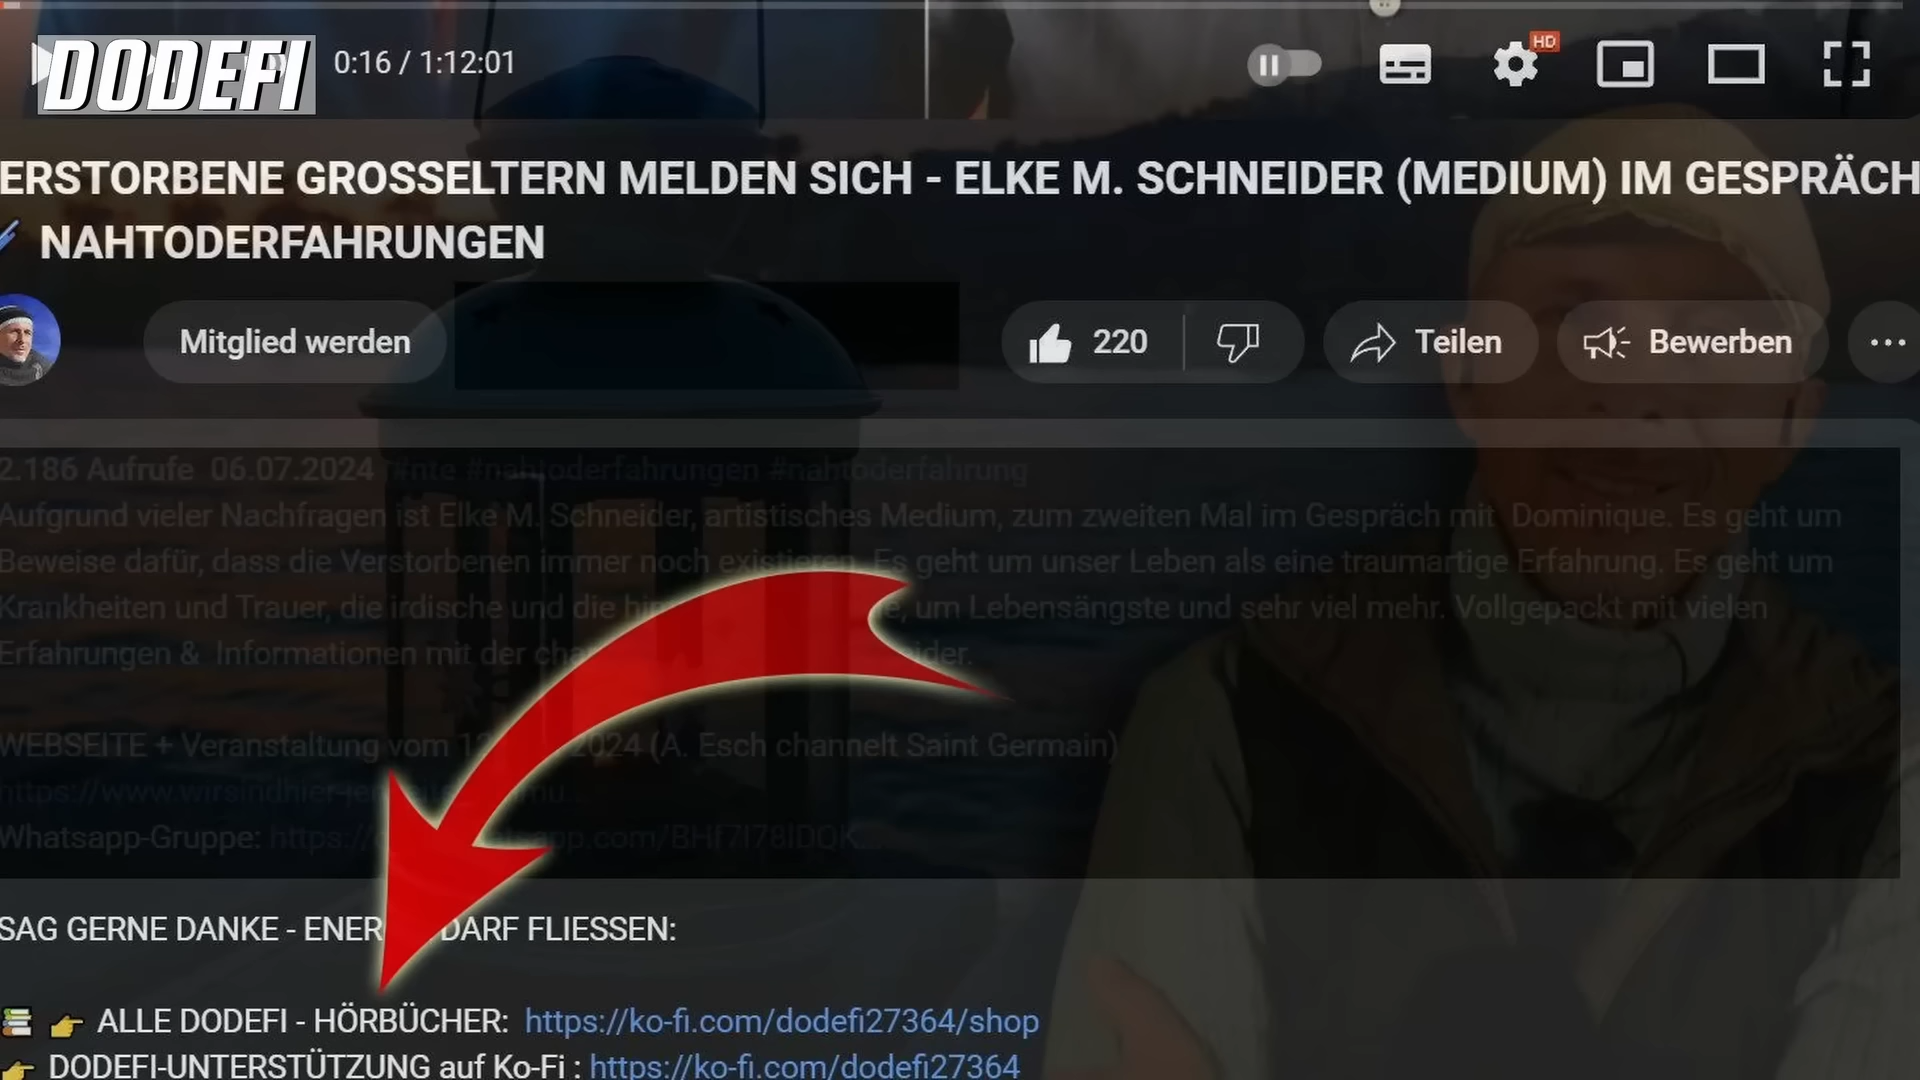 DODEFI
0:16 / 1:12:01
HD
ERSTORBENE GROSSELTERN MELDEN SICH - ELKE M. SCHNEIDER (MEDIUM) IM GESPRÄCH
NAHTODERFAHRUNGEN
Mitglied werden
220
Teilen
Bewerben
2.186 Aufrufe 06.07.2024 #nte #nahtoderfahrungen #nahtoderfahrung
Aufgrund vieler Nachfragen ist Elke M. Schneider, artistisches Medium, zum zweiten Mal im Gespräch mit Dominique. Es geht um
Beweise dafür, dass die Verstorbenen immer noch existieren. Es geht um unser Leben als eine traumartige Erfahrung. Es geht um
Krankheiten und Trauer, die irdische und die um Lebensängste und sehr viel mehr. Vollgepackt mit vielen
Erfahrungen & Informationen mit der
WEBSEITE + Veranstaltung vom 2024 (A. Esch channelt Saint Germain)
Whatsapp-Gruppe:
SAG GERNE DANKE - DARF FLIESSEN:
ALLE DODEFI - HÖRBÜCHER: https://ko-fi.com/dodefi27364/shop
DODEFI-UNTERSTÜTZUNG auf Ko-Fi : https://ko-fi.com/dodefi27364